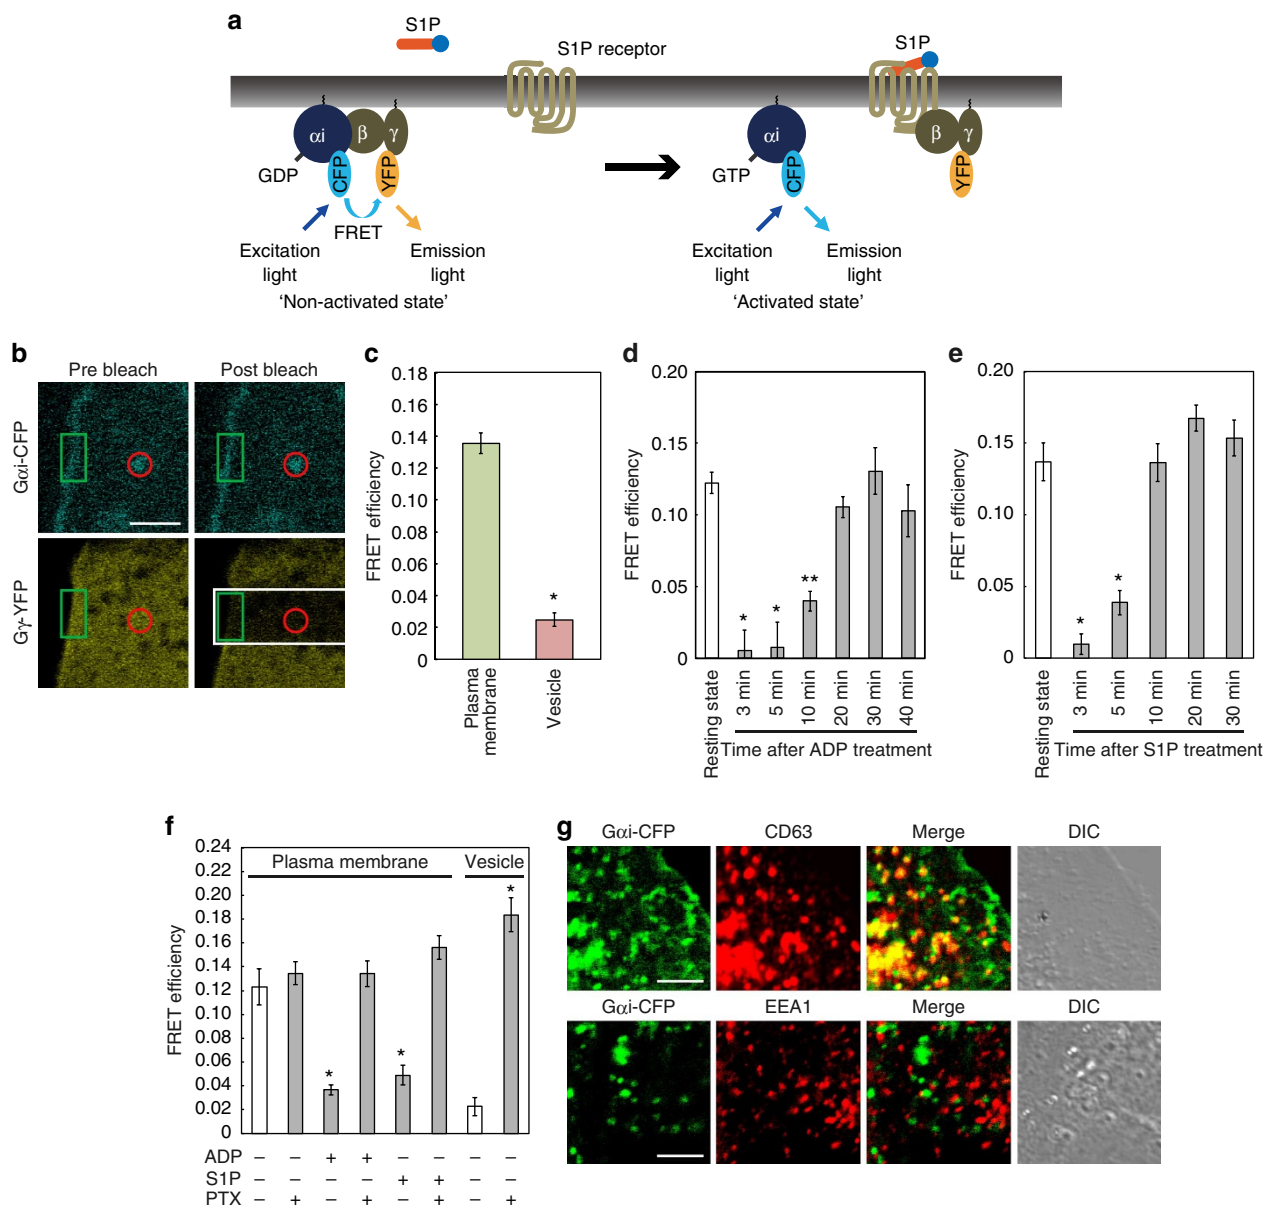 a
S1P
S1P receptor
S1P
αi
β
γ
GDP
CFP
YFP
FRET
Excitation
light
Emission
light
'Non-activated state'
αi
β
γ
GTP
CFP
YFP
Excitation
light
Emission
light
'Activated state'
b
Pre bleach
Post bleach
Gαi-CFP
Gγ-YFP
c
FRET efficiency
0.18
0.16
0.14
0.12
0.10
0.08
0.06
0.04
0.02
0
*
Plasma
membrane
Vesicle
d
FRET efficiency
0.20
0.15
0.10
0.05
0
* * **
Resting state
3 min
5 min
10 min
20 min
30 min
40 min
Time after ADP treatment
e
FRET efficiency
0.20
0.15
0.10
0.05
0
* *
Resting state
3 min
5 min
10 min
20 min
30 min
Time after S1P treatment
f
FRET efficiency
0.24
0.22
0.20
0.18
0.16
0.14
0.12
0.10
0.08
0.06
0.04
0.02
0
Plasma membrane
Vesicle
* * *
ADP – – + + – – – –
S1P – – – – + + – –
PTX – + – + – + – +
g
Gαi-CFP CD63 Merge DIC
Gαi-CFP EEA1 Merge DIC